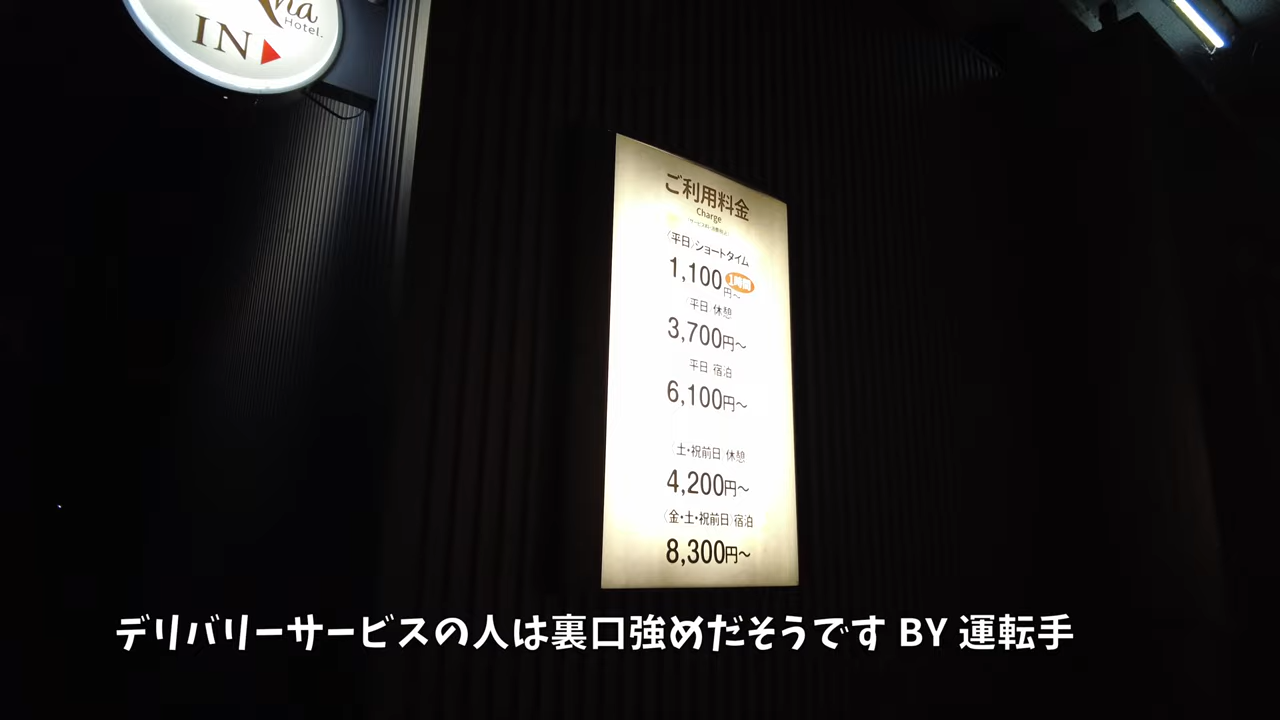 Hotel.
IN
ご利用料金
Charge
〈平日〉ショートタイム
1,100円〜 1時間
平日 休憩
3,700円〜
平日 宿泊
6,100円〜
土・祝前日 休憩
4,200円〜
〈金・土・祝前日〉宿泊
8,300円〜
デリバリーサービスの人は裏口強めだそうです BY 運転手